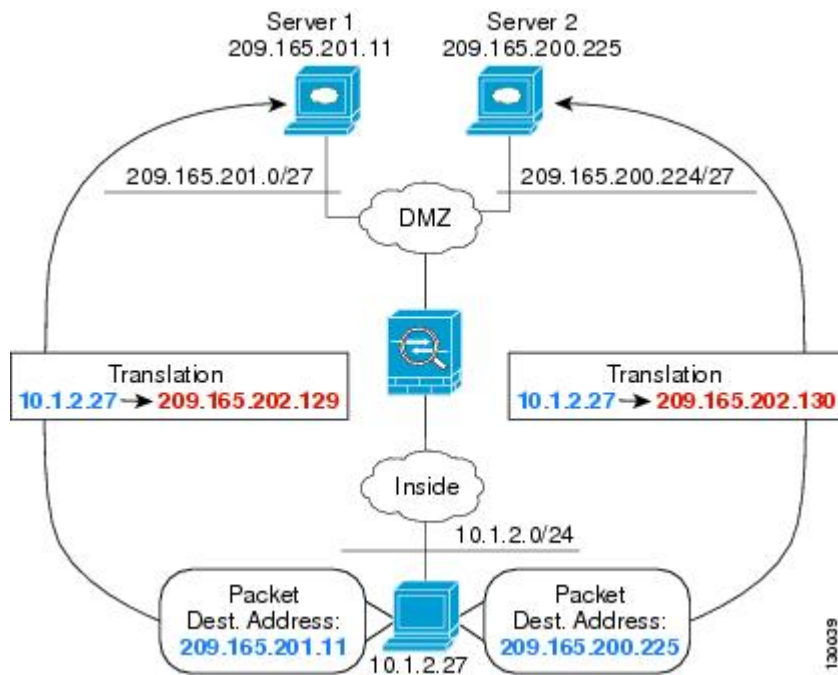 Server 1
209.165.201.11
Server 2
209.165.200.225
209.165.201.0/27
209.165.200.224/27
DMZ
Translation
10.1.2.27 → 209.165.202.129
Translation
10.1.2.27 → 209.165.202.130
Inside
10.1.2.0/24
Packet
Dest. Address:
209.165.201.11
Packet
Dest. Address:
209.165.200.225
10.1.2.27
130039